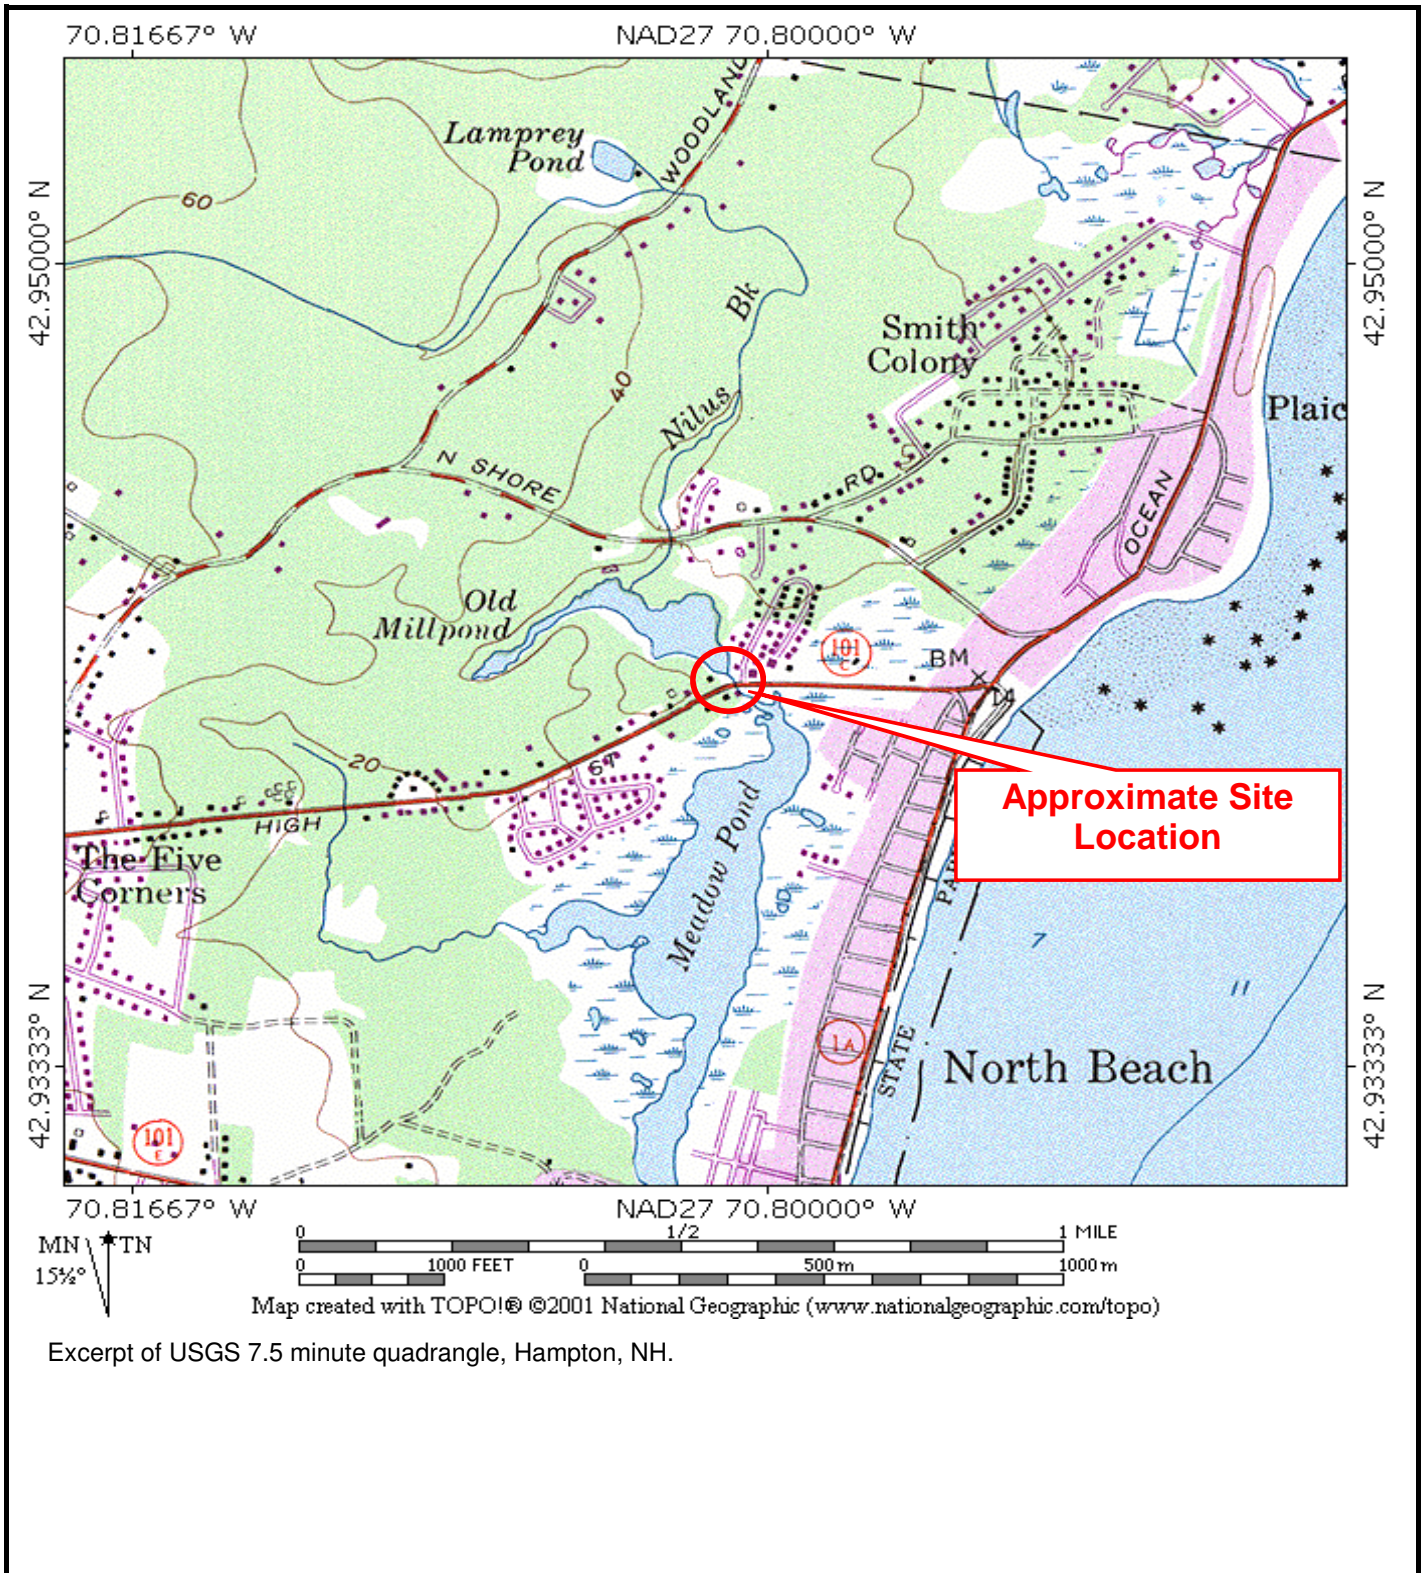 70.81667° W
NAD27 70.80000° W
WOODLAND
Lamprey
Pond
60
42.95000° N
42.95000° N
Bk
Smith
Colony
40
Nilus
Plaic
N SHORE
RD
OCEAN
Old
Millpond
101
C
BM
14
20
ST
HIGH
Approximate Site
Location
The Five
Corners
Meadow Pond
PA
7
11
42.93333° N
42.93333° N
1A
STATE
North Beach
101
E
70.81667° W
NAD27 70.80000° W
MN TN
15½°
0 1/2 1 MILE
0 1000 FEET 0 500 m 1000 m
Map created with TOPO!® ©2001 National Geographic (www.nationalgeographic.com/topo)
Excerpt of USGS 7.5 minute quadrangle, Hampton, NH.